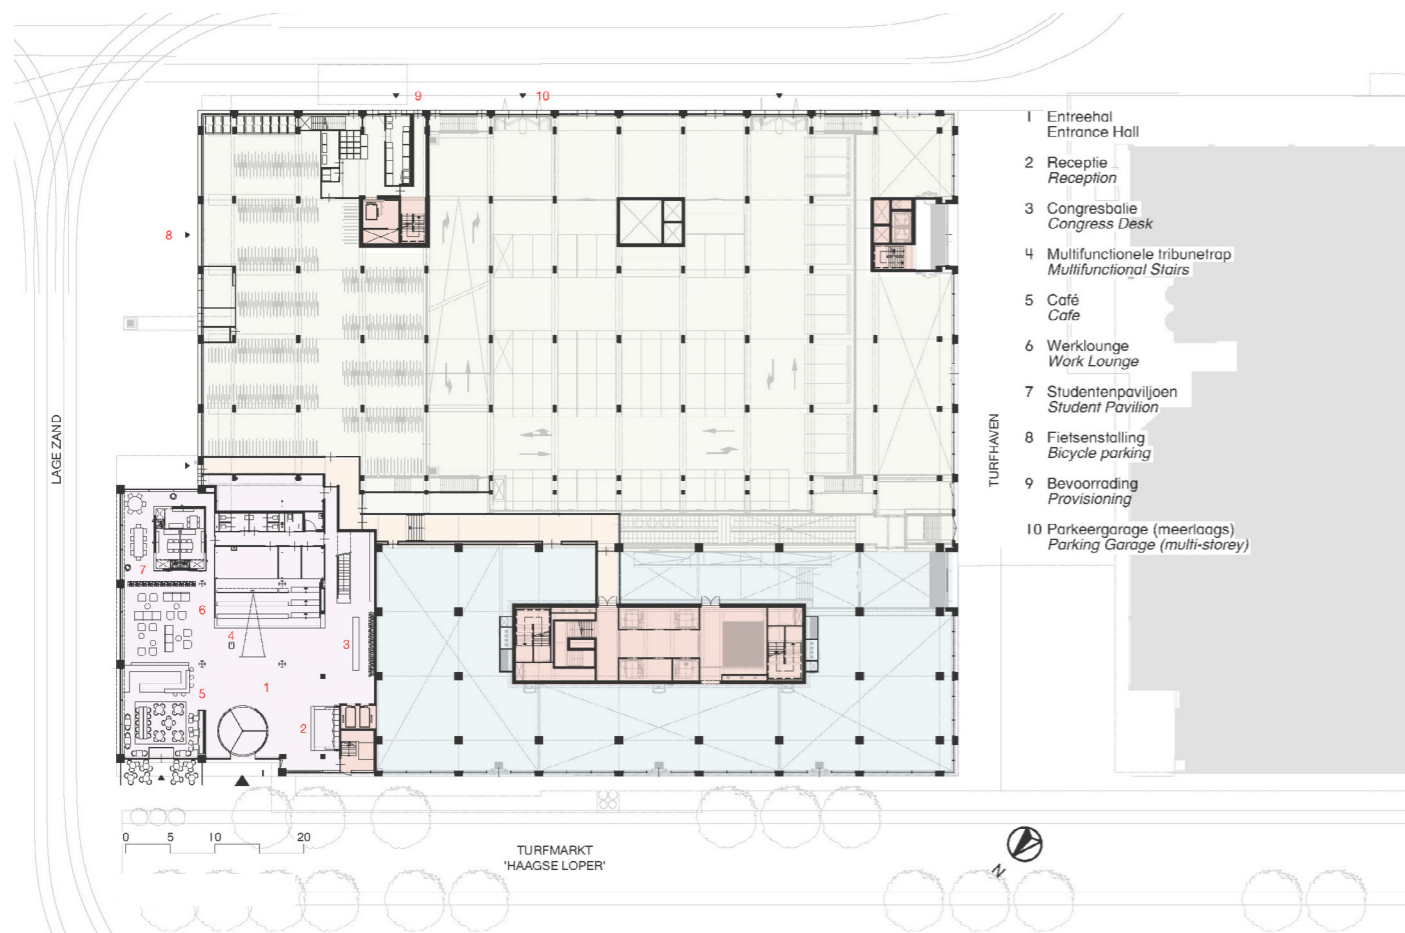 9
10
8
7
6
4
3
5
1
2
LAGE ZAND
TURFHAVEN
1 Entreehal
Entrance Hall
2 Receptie
Reception
3 Congresbalie
Congress Desk
4 Multifunctionele tribunetrap
Multifunctional Stairs
5 Café
Cafe
6 Werklounge
Work Lounge
7 Studentenpaviljoen
Student Pavilion
8 Fietsenstalling
Bicycle parking
9 Bevoorrading
Provisioning
10 Parkeergarage (meerlaags)
Parking Garage (multi-storey)
0 5 10 20
TURFMARKT
'HAAGSE LOPER'
N